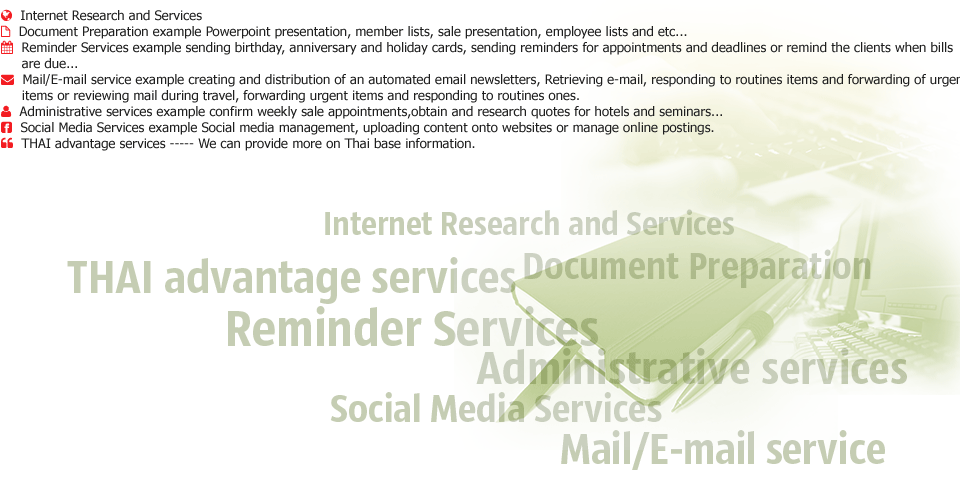 Internet Research and Services
Document Preparation example Powerpoint presentation, member lists, sale presentation, employee lists and etc...
Reminder Services example sending birthday, anniversary and holiday cards, sending reminders for appointments and deadlines or remind the clients when bills
are due...
Mail/E-mail service example creating and distribution of an automated email newsletters, Retrieving e-mail, responding to routines items and forwarding of urger
items or reviewing mail during travel, forwarding urgent items and responding to routines ones.
Administrative services example confirm weekly sale appointments,obtain and research quotes for hotels and seminars...
Social Media Services example Social media management, uploading content onto websites or manage online postings.
THAI advantage services ----- We can provide more on Thai base information.
Internet Research and Services
Document Preparation
THAI advantage services
Reminder Services
Administrative services
Social Media Services
Mail/E-mail service